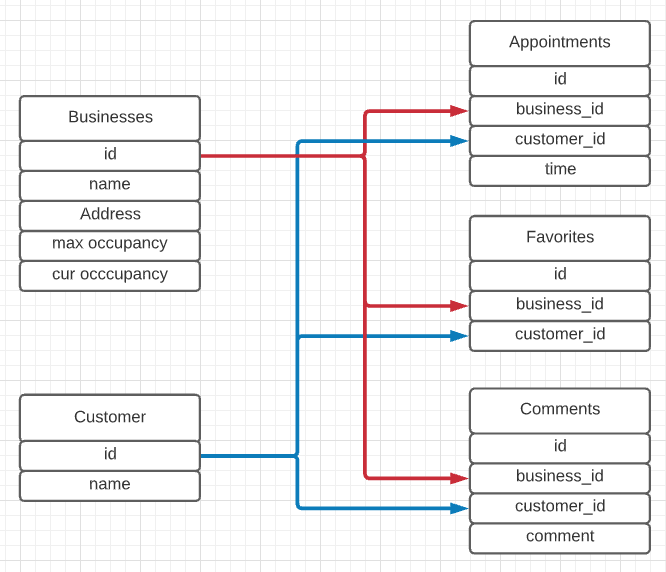 Businesses
id
name
Address
max occupancy
cur occcupancy
Customer
id
name
Appointments
id
business_id
customer_id
time
Favorites
id
business_id
customer_id
Comments
id
business_id
customer_id
comment